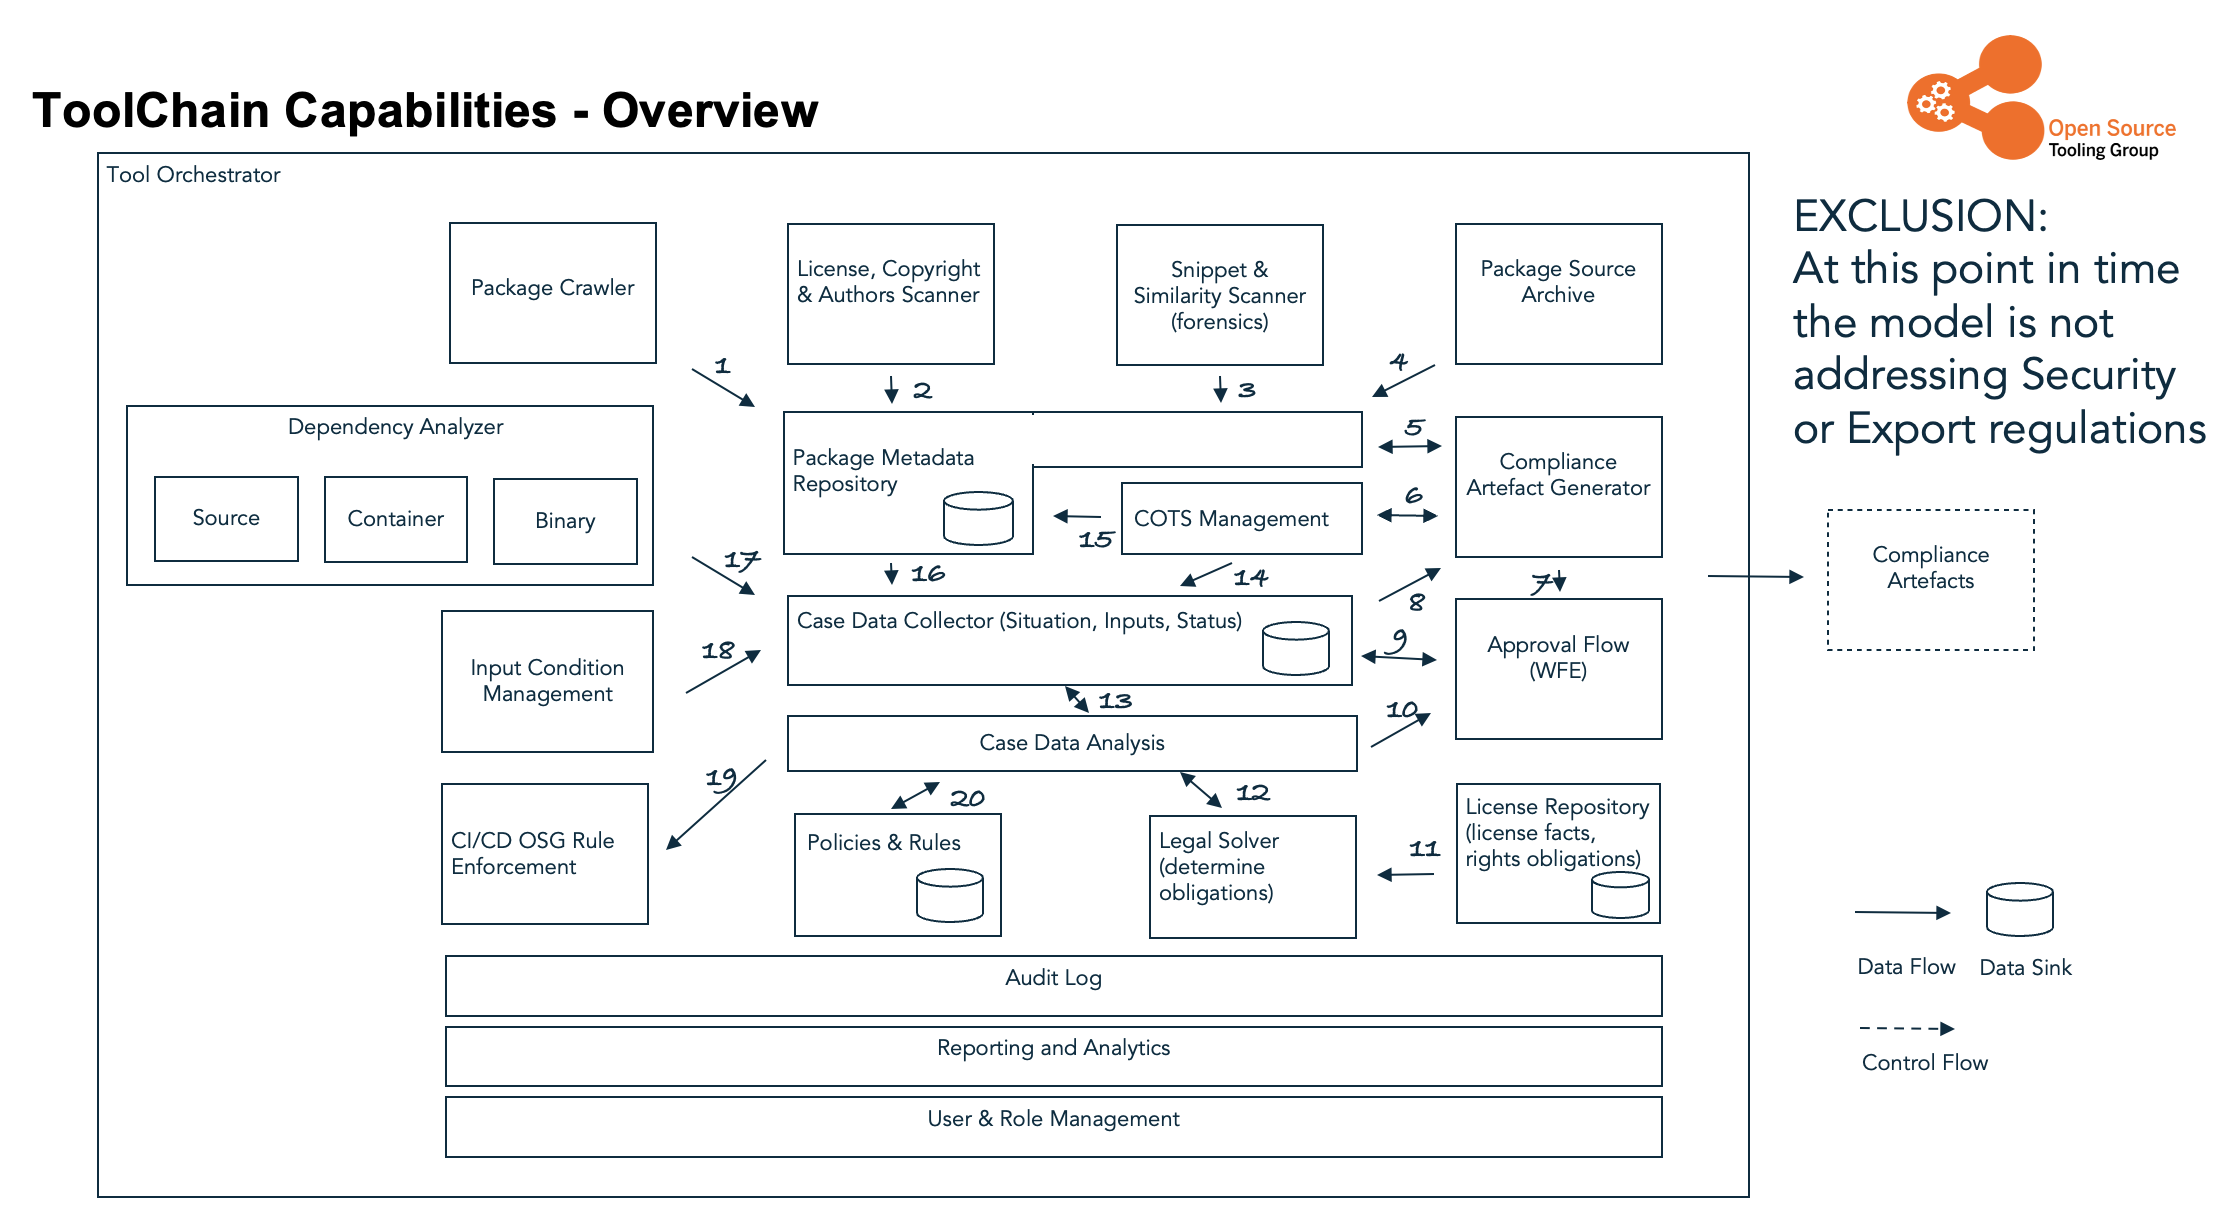 ToolChain Capabilities - Overview
Open Source
Tooling Group
Tool Orchestrator
EXCLUSION:
At this point in time
the model is not
addressing Security
or Export regulations
Package Crawler
License, Copyright
& Authors Scanner
Snippet &
Similarity Scanner
(forensics)
Package Source
Archive
1
2
3
4
Dependency Analyzer
Source
Container
Binary
Package Metadata
Repository
COTS Management
5
6
Compliance
Artefact Generator
15
17
16
14
8
7
Compliance
Artefacts
Case Data Collector (Situation, Inputs, Status)
Input Condition
Management
18
9
Approval Flow
(WFE)
13
10
Case Data Analysis
19
20
12
CI/CD OSG Rule
Enforcement
Policies & Rules
Legal Solver
(determine
obligations)
11
License Repository
(license facts,
rights obligations)
Audit Log
Reporting and Analytics
User & Role Management
Data Flow
Data Sink
Control Flow